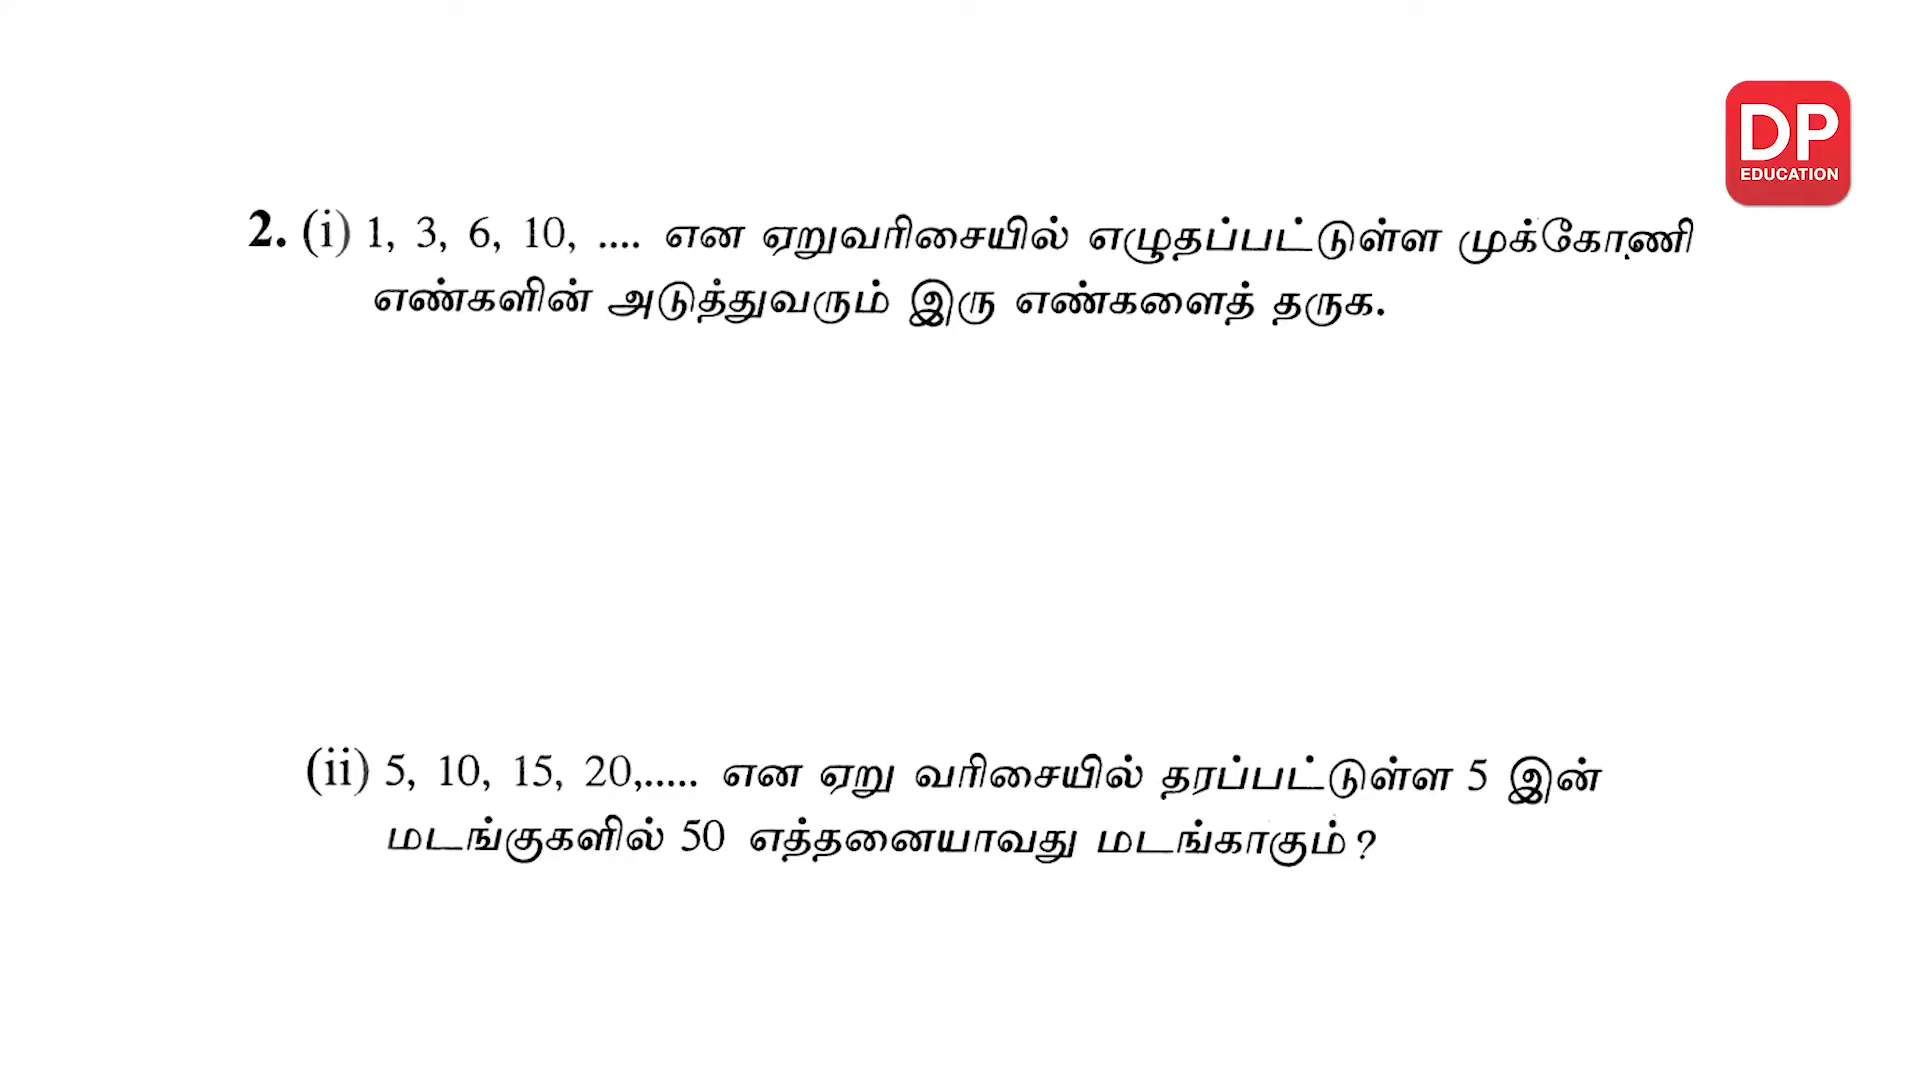 DP
EDUCATION
2. (i) 1, 3, 6, 10, .... என ஏறுவரிசையில் எழுதப்பட்டுள்ள முக்கோணி
எண்களின் அடுத்துவரும் இரு எண்களைத் தருக.
(ii) 5, 10, 15, 20,..... என ஏறு வரிசையில் தரப்பட்டுள்ள 5 இன்
மடங்குகளில் 50 எத்தனையாவது மடங்காகும்?